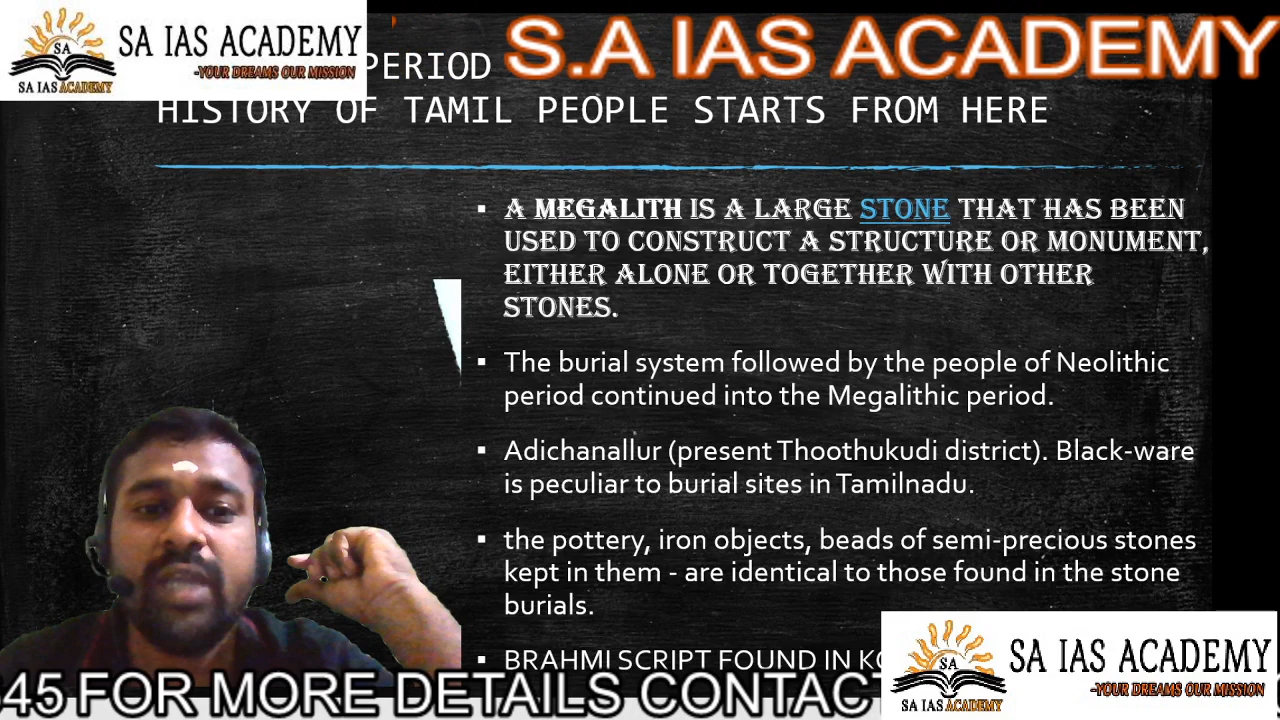 SA IAS ACADEMY
-YOUR DREAMS OUR MISSION
SA
SA IAS ACADEMY
S.A IAS ACADEMY
PERIOD
HISTORY OF TAMIL PEOPLE STARTS FROM HERE
▪ A MEGALITH IS A LARGE STONE THAT HAS BEEN
USED TO CONSTRUCT A STRUCTURE OR MONUMENT,
EITHER ALONE OR TOGETHER WITH OTHER
STONES.
▪ The burial system followed by the people of Neolithic
period continued into the Megalithic period.
▪ Adichanallur (present Thoothukudi district). Black-ware
is peculiar to burial sites in Tamilnadu.
▪ the pottery, iron objects, beads of semi-precious stones
kept in them - are identical to those found in the stone
burials.
▪ BRAHMI SCRIPT FOUND IN
45 FOR MORE DETAILS CONTACT
SA IAS ACADEMY
-YOUR DREAMS OUR MISSION
SA
SA IAS ACADEMY